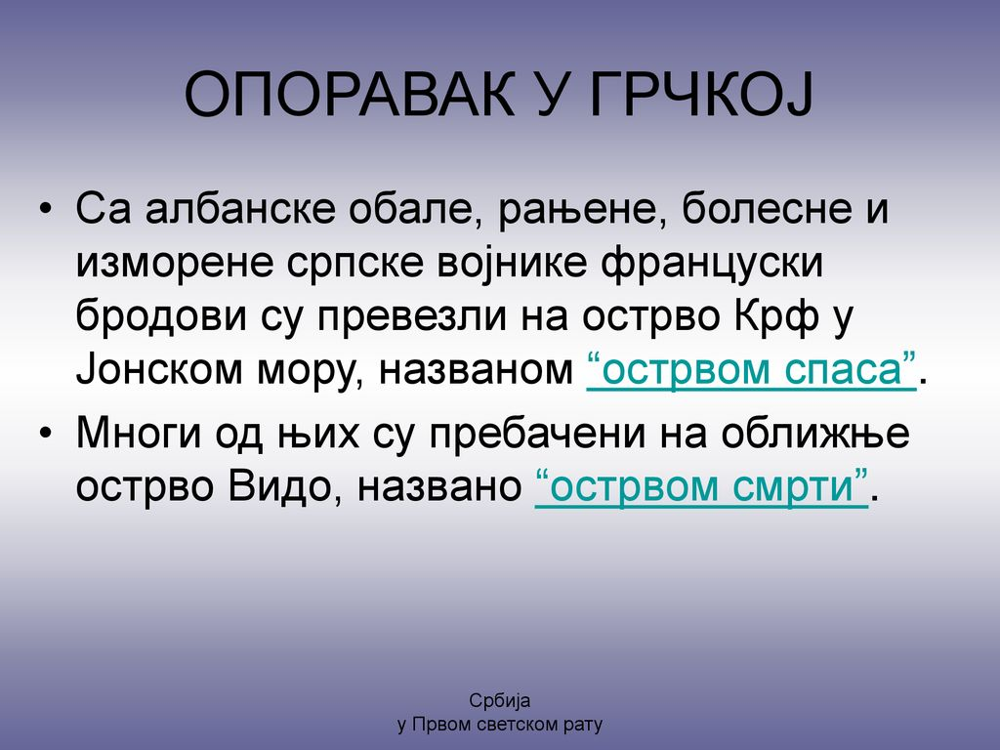 ОПОРАВАК У ГРЧКОЈ
• Са албанске обале, рањене, болесне и
изморене српске војнике француски
бродови су превезли на острво Крф у
Јонском мору, названом “острвом спаса”.
• Многи од њих су пребачени на оближње
острво Видо, названо “острвом смрти”.
Србија
у Првом светском рату